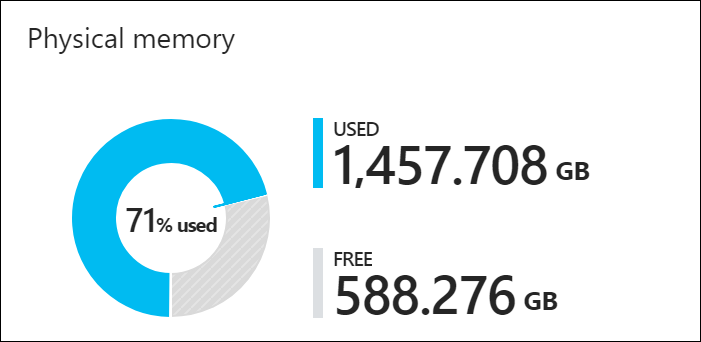 Physical memory
71% used
USED
1,457.708 GB
FREE
588.276 GB